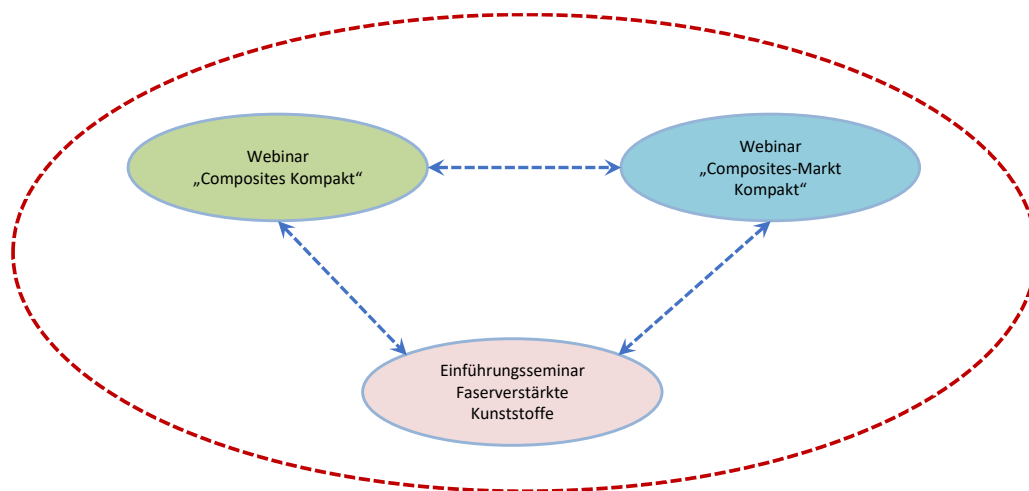 Webinar
„Composites Kompakt“
Webinar
„Composites-Markt
Kompakt“
Einführungsseminar
Faserverstärkte
Kunststoffe